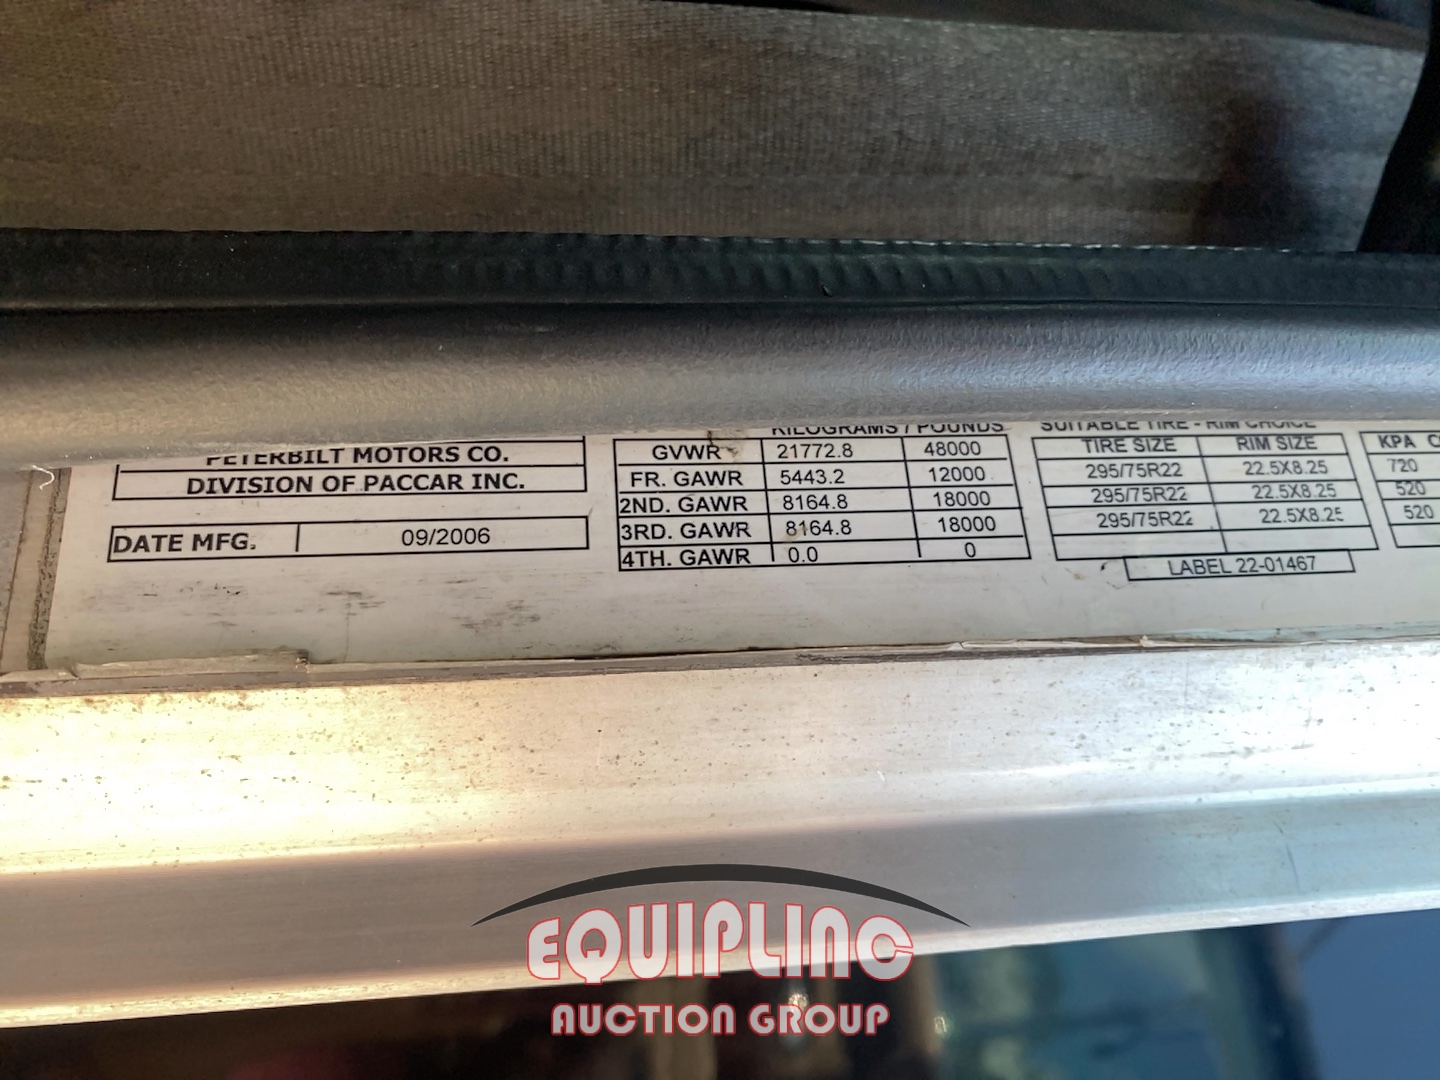 PETERBILT MOTORS CO.
DIVISION OF PACCAR INC.
DATE MFG. 09/2006
KILOGRAMS / POUNDS
GVWR 21772.8 48000
FR. GAWR 5443.2 12000
2ND. GAWR 8164.8 18000
3RD. GAWR 8164.8 18000
4TH. GAWR 0.0 0
SUITABLE TIRE - RIM CHOICE
TIRE SIZE RIM SIZE
295/75R22 22.5X8.25
295/75R22 22.5X8.25
295/75R22 22.5X8.25
LABEL 22-01467
KPA
720
520
520
EQUIPLINC
AUCTION GROUP